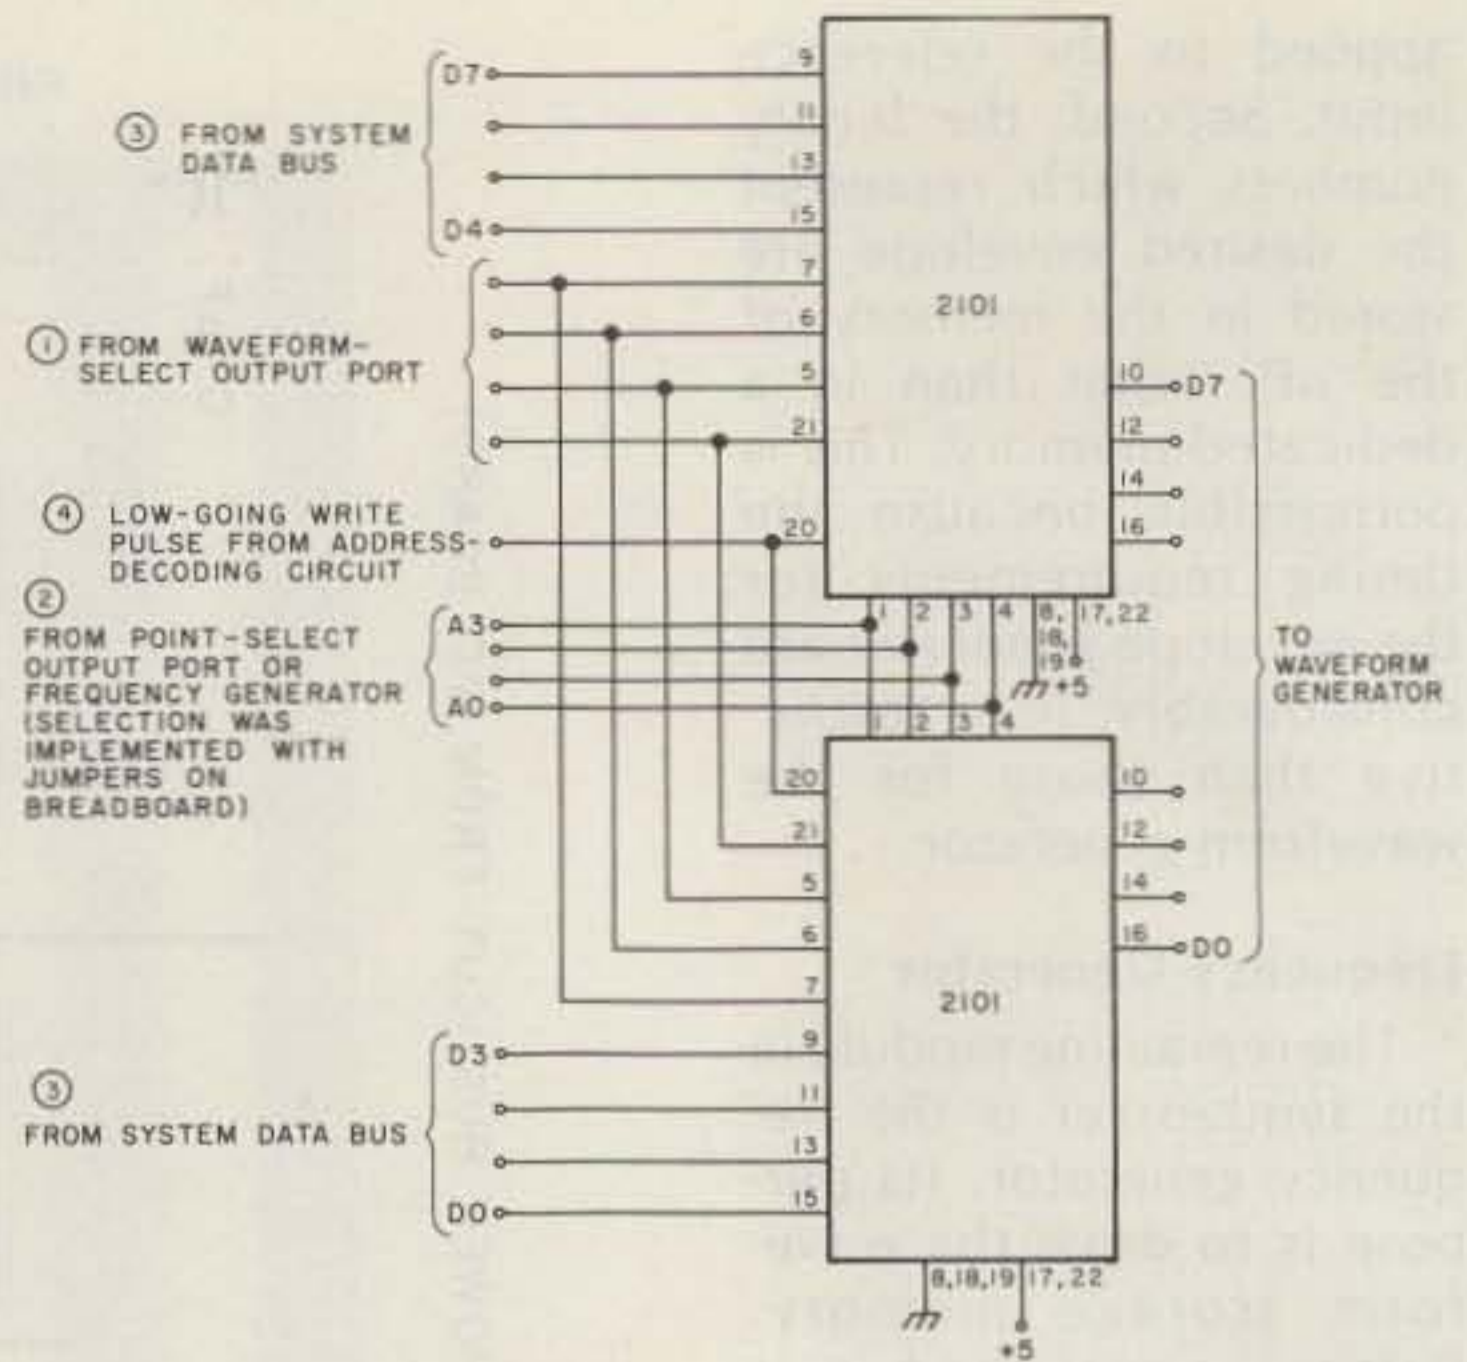 D7
9
11
③ FROM SYSTEM
DATA BUS
13
D4
15
7
6
① FROM WAVEFORM-
SELECT OUTPUT PORT
5
21
2101
10
D7
12
14
16
④ LOW-GOING WRITE
PULSE FROM ADDRESS-
DECODING CIRCUIT
20
②
FROM POINT-SELECT
OUTPUT PORT OR
FREQUENCY GENERATOR
(SELECTION WAS
IMPLEMENTED WITH
JUMPERS ON
BREADBOARD)
A3
A0
1 2 3 4 8, 17,22
18,
19
+5
1 2 3 4
TO
WAVEFORM
GENERATOR
20
21
5
6
7
2101
10
12
14
16
D0
③
FROM SYSTEM DATA BUS
D3
9
11
13
D0
15
8,18,19 17,22
+5